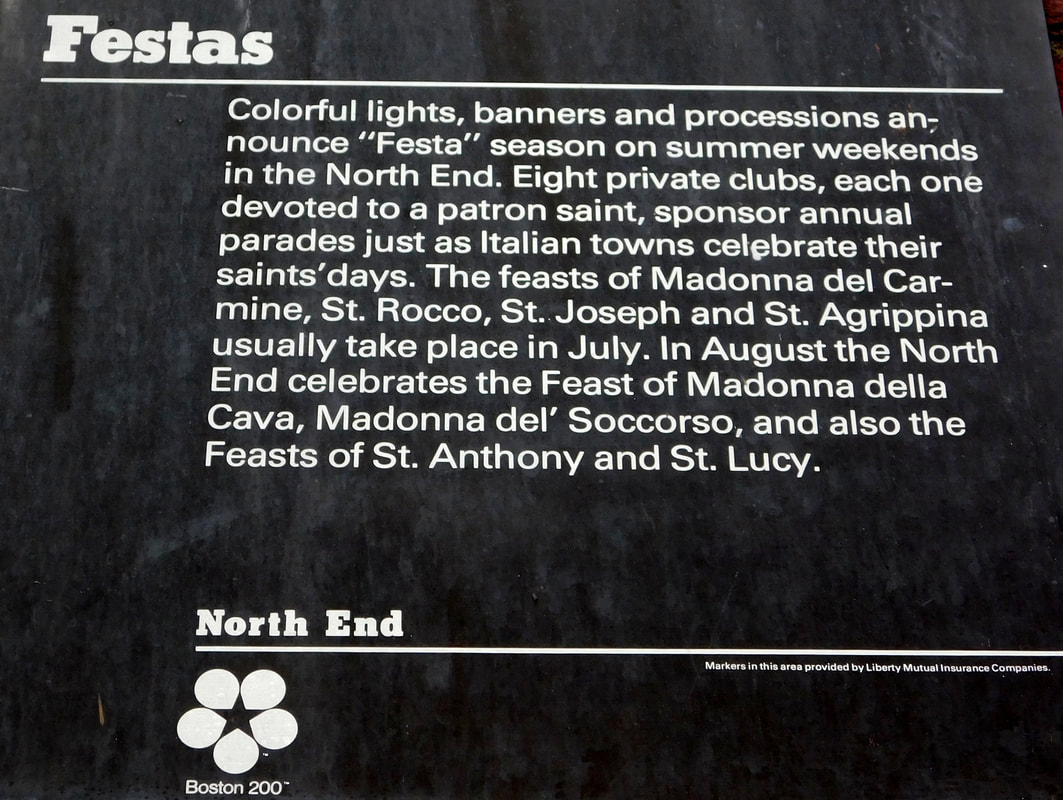 Festas
Colorful lights, banners and processions an-
nounce "Festa" season on summer weekends
in the North End. Eight private clubs, each one
devoted to a patron saint, sponsor annual
parades just as Italian towns celebrate their
saints'days. The feasts of Madonna del Car-
mine, St. Rocco, St. Joseph and St. Agrippina
usually take place in July. In August the North
End celebrates the Feast of Madonna della
Cava, Madonna del' Soccorso, and also the
Feasts of St. Anthony and St. Lucy.
North End
Markers in this area provided by Liberty Mutual Insurance Companies.
™
Boston 200™